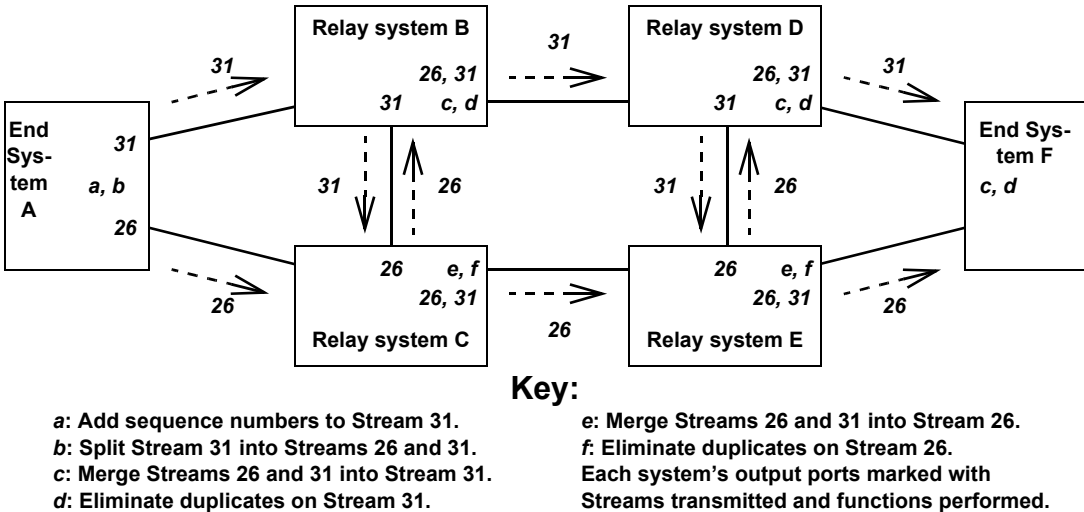 Relay system B
Relay system D
31
31
31
26, 31
26, 31
31
c, d
31
c, d
End
Sys-
tem
A
31
a, b
26
End Sys-
tem F
c, d
31
26
31
26
26
e, f
26, 31
Relay system C
26
e, f
26, 31
Relay system E
26
26
26
Key:
a: Add sequence numbers to Stream 31.
b: Split Stream 31 into Streams 26 and 31.
c: Merge Streams 26 and 31 into Stream 31.
d: Eliminate duplicates on Stream 31.
e: Merge Streams 26 and 31 into Stream 26.
f: Eliminate duplicates on Stream 26.
Each system's output ports marked with
Streams transmitted and functions performed.